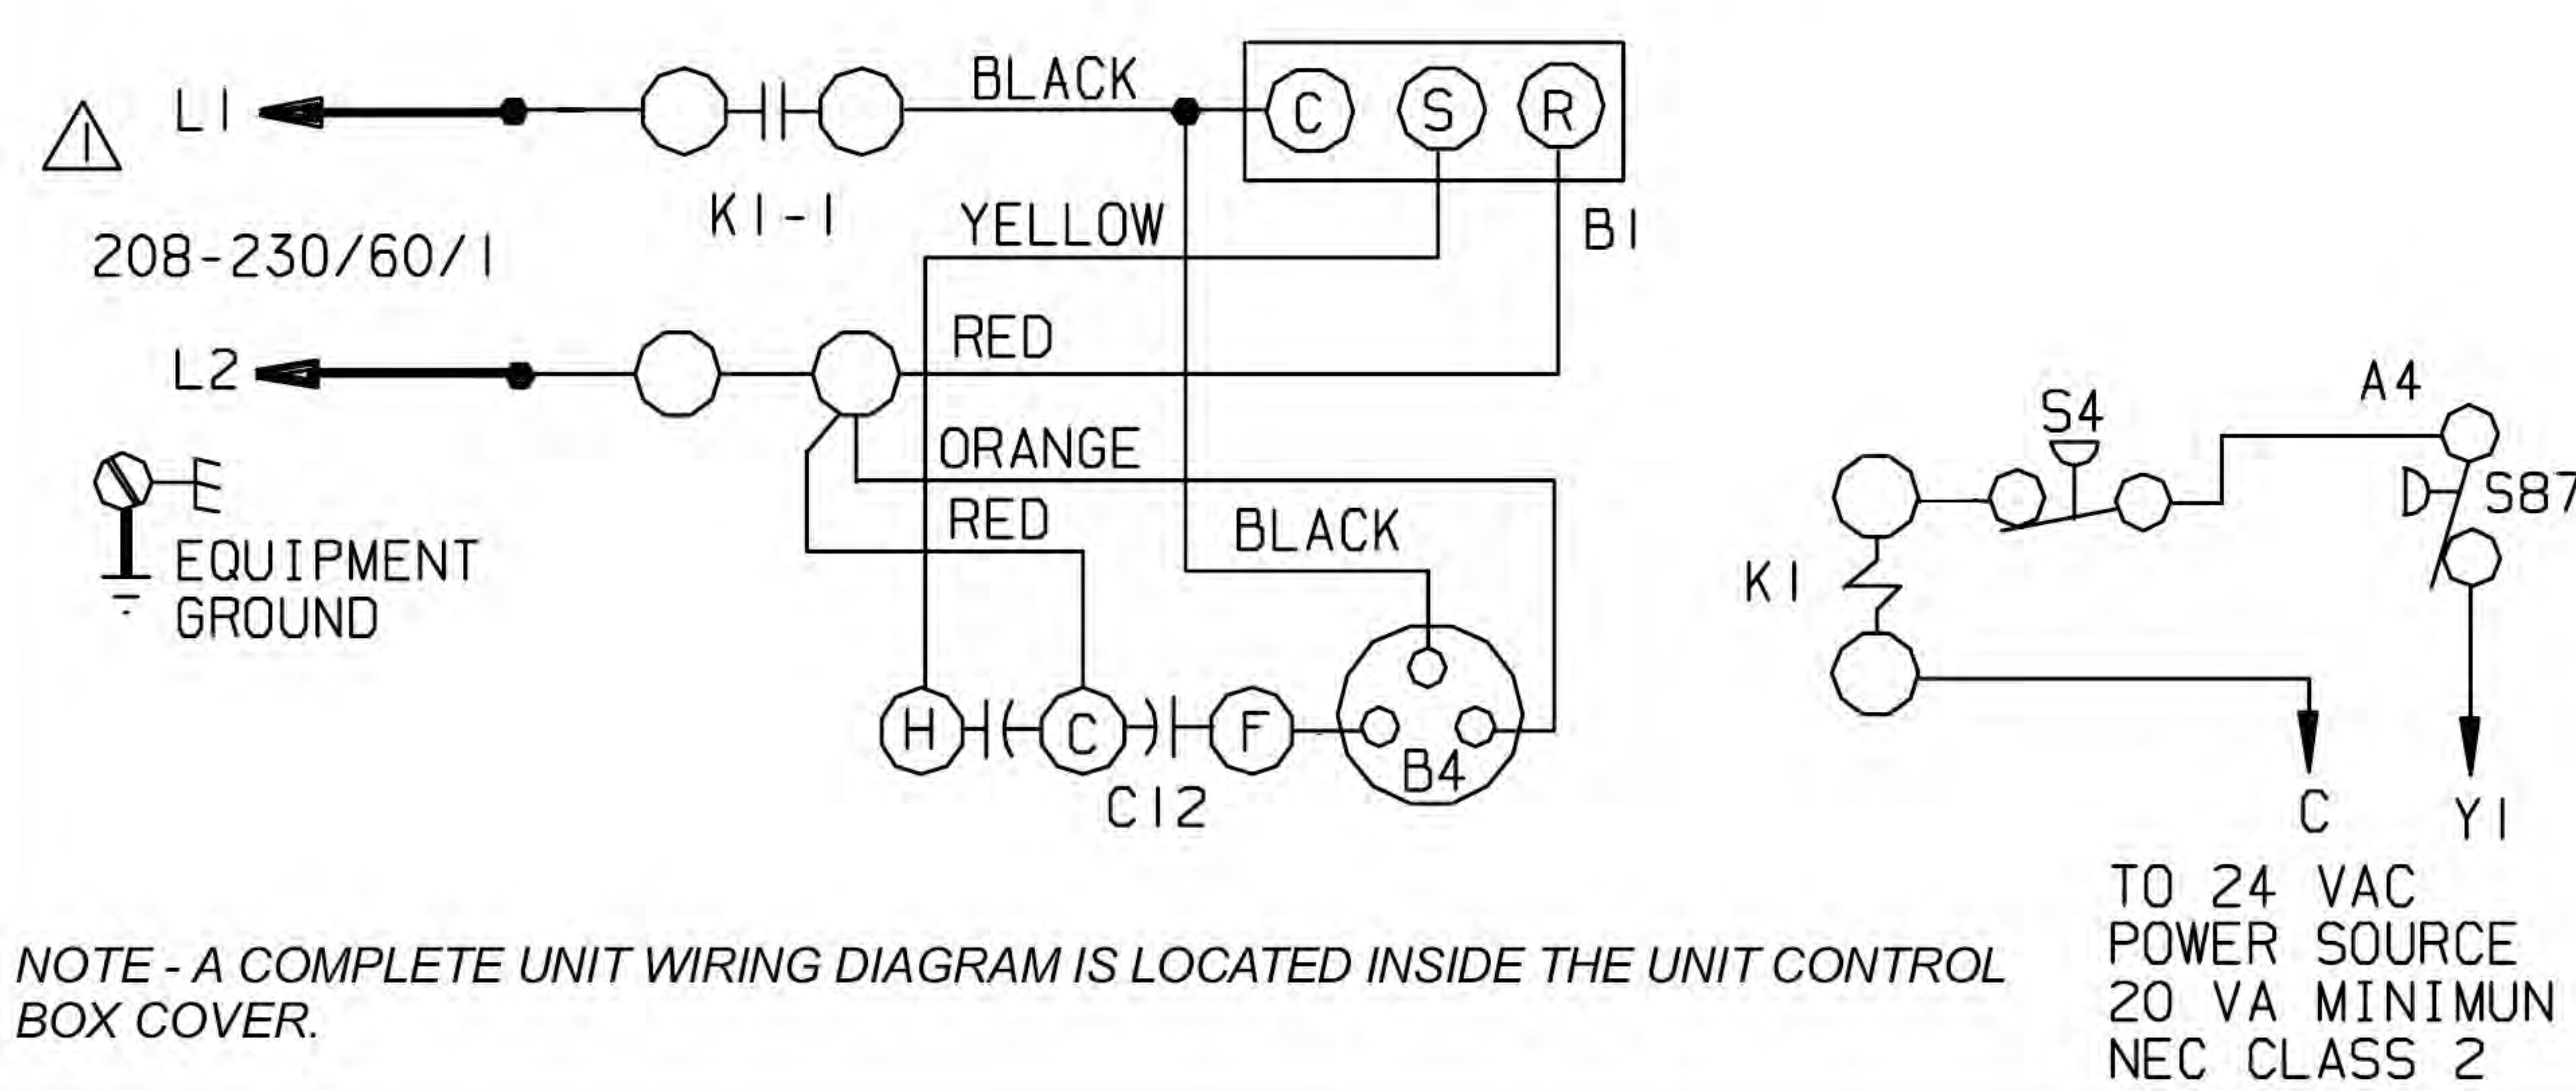 BLACK
L1
C S R
1
K1-1
YELLOW
B1
208-230/60/1
RED
L2
A4
S4
ORANGE
E
S87
RED
BLACK
EQUIPMENT
GROUND
K1
H C F
B4
C12
C Y1
TO 24 VAC
POWER SOURCE
20 VA MINIMUN
NEC CLASS 2
NOTE - A COMPLETE UNIT WIRING DIAGRAM IS LOCATED INSIDE THE UNIT CONTROL
BOX COVER.